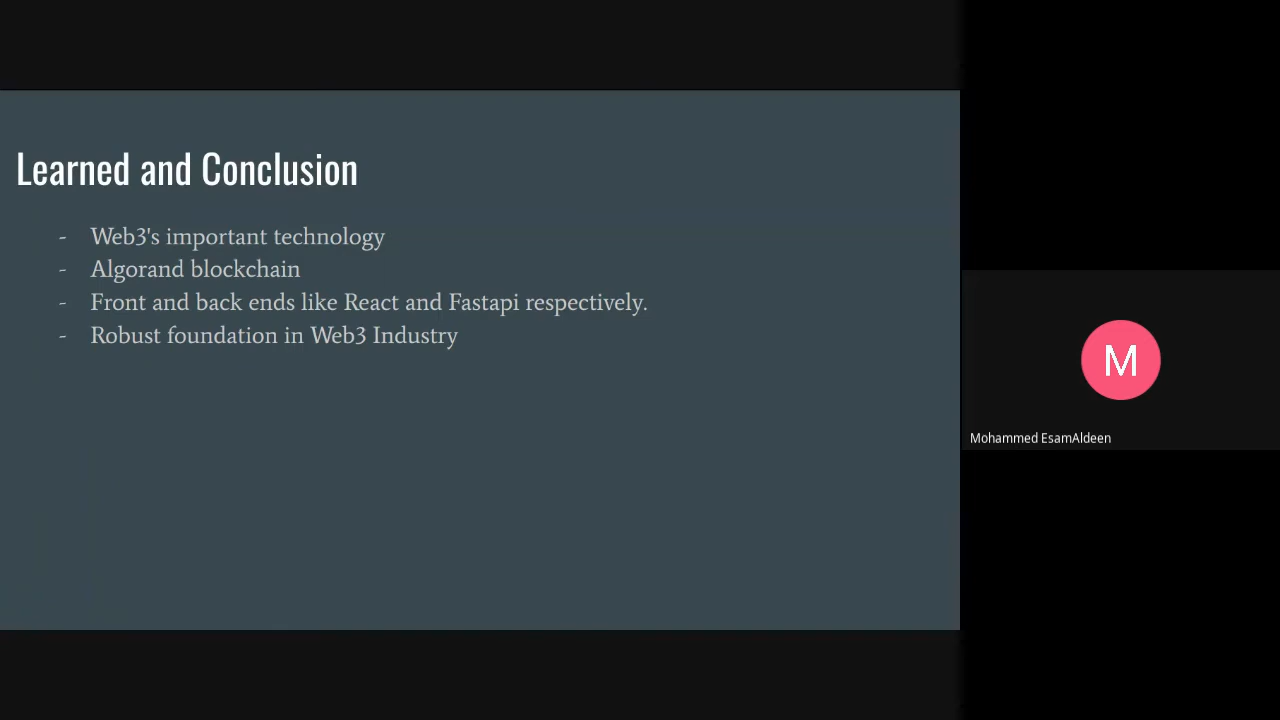 Learned and Conclusion
- Web3's important technology
- Algorand blockchain
- Front and back ends like React and Fastapi respectively.
- Robust foundation in Web3 Industry
M
Mohammed EsamAldeen